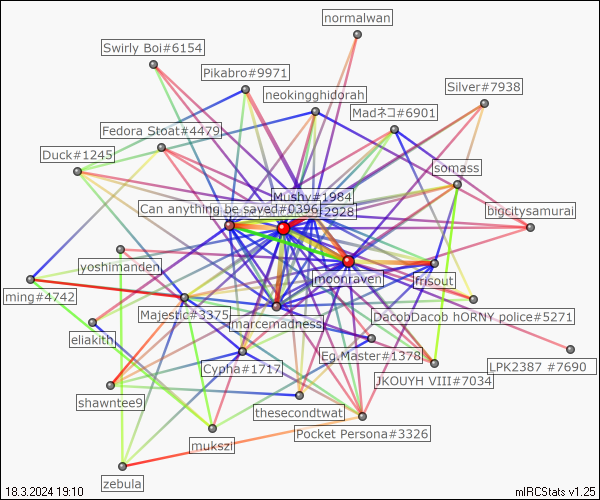 normalwan
Swirly Boi#6154
Pikabro#9971
Silver#7938
neokingghidorah
Madネコ#6901
Fedora Stoat#4479
Duck#1245
somass
Mushy#1984
Can anything be saved#0396
2928
bigcitysamurai
yoshimanden
moonraven
frisout
ming#4742
Majestic#3375
marcemadness
DacobDacob hORNY police#5271
eliakith
Eg.Master#1378
Cypha#1717
LPK2387 #7690
JKOUYH VIII#7034
shawntee9
thesecondtwat
Pocket Persona#3326
mukszi
zebula
18.3.2024 19:10
mIRCStats v1.25